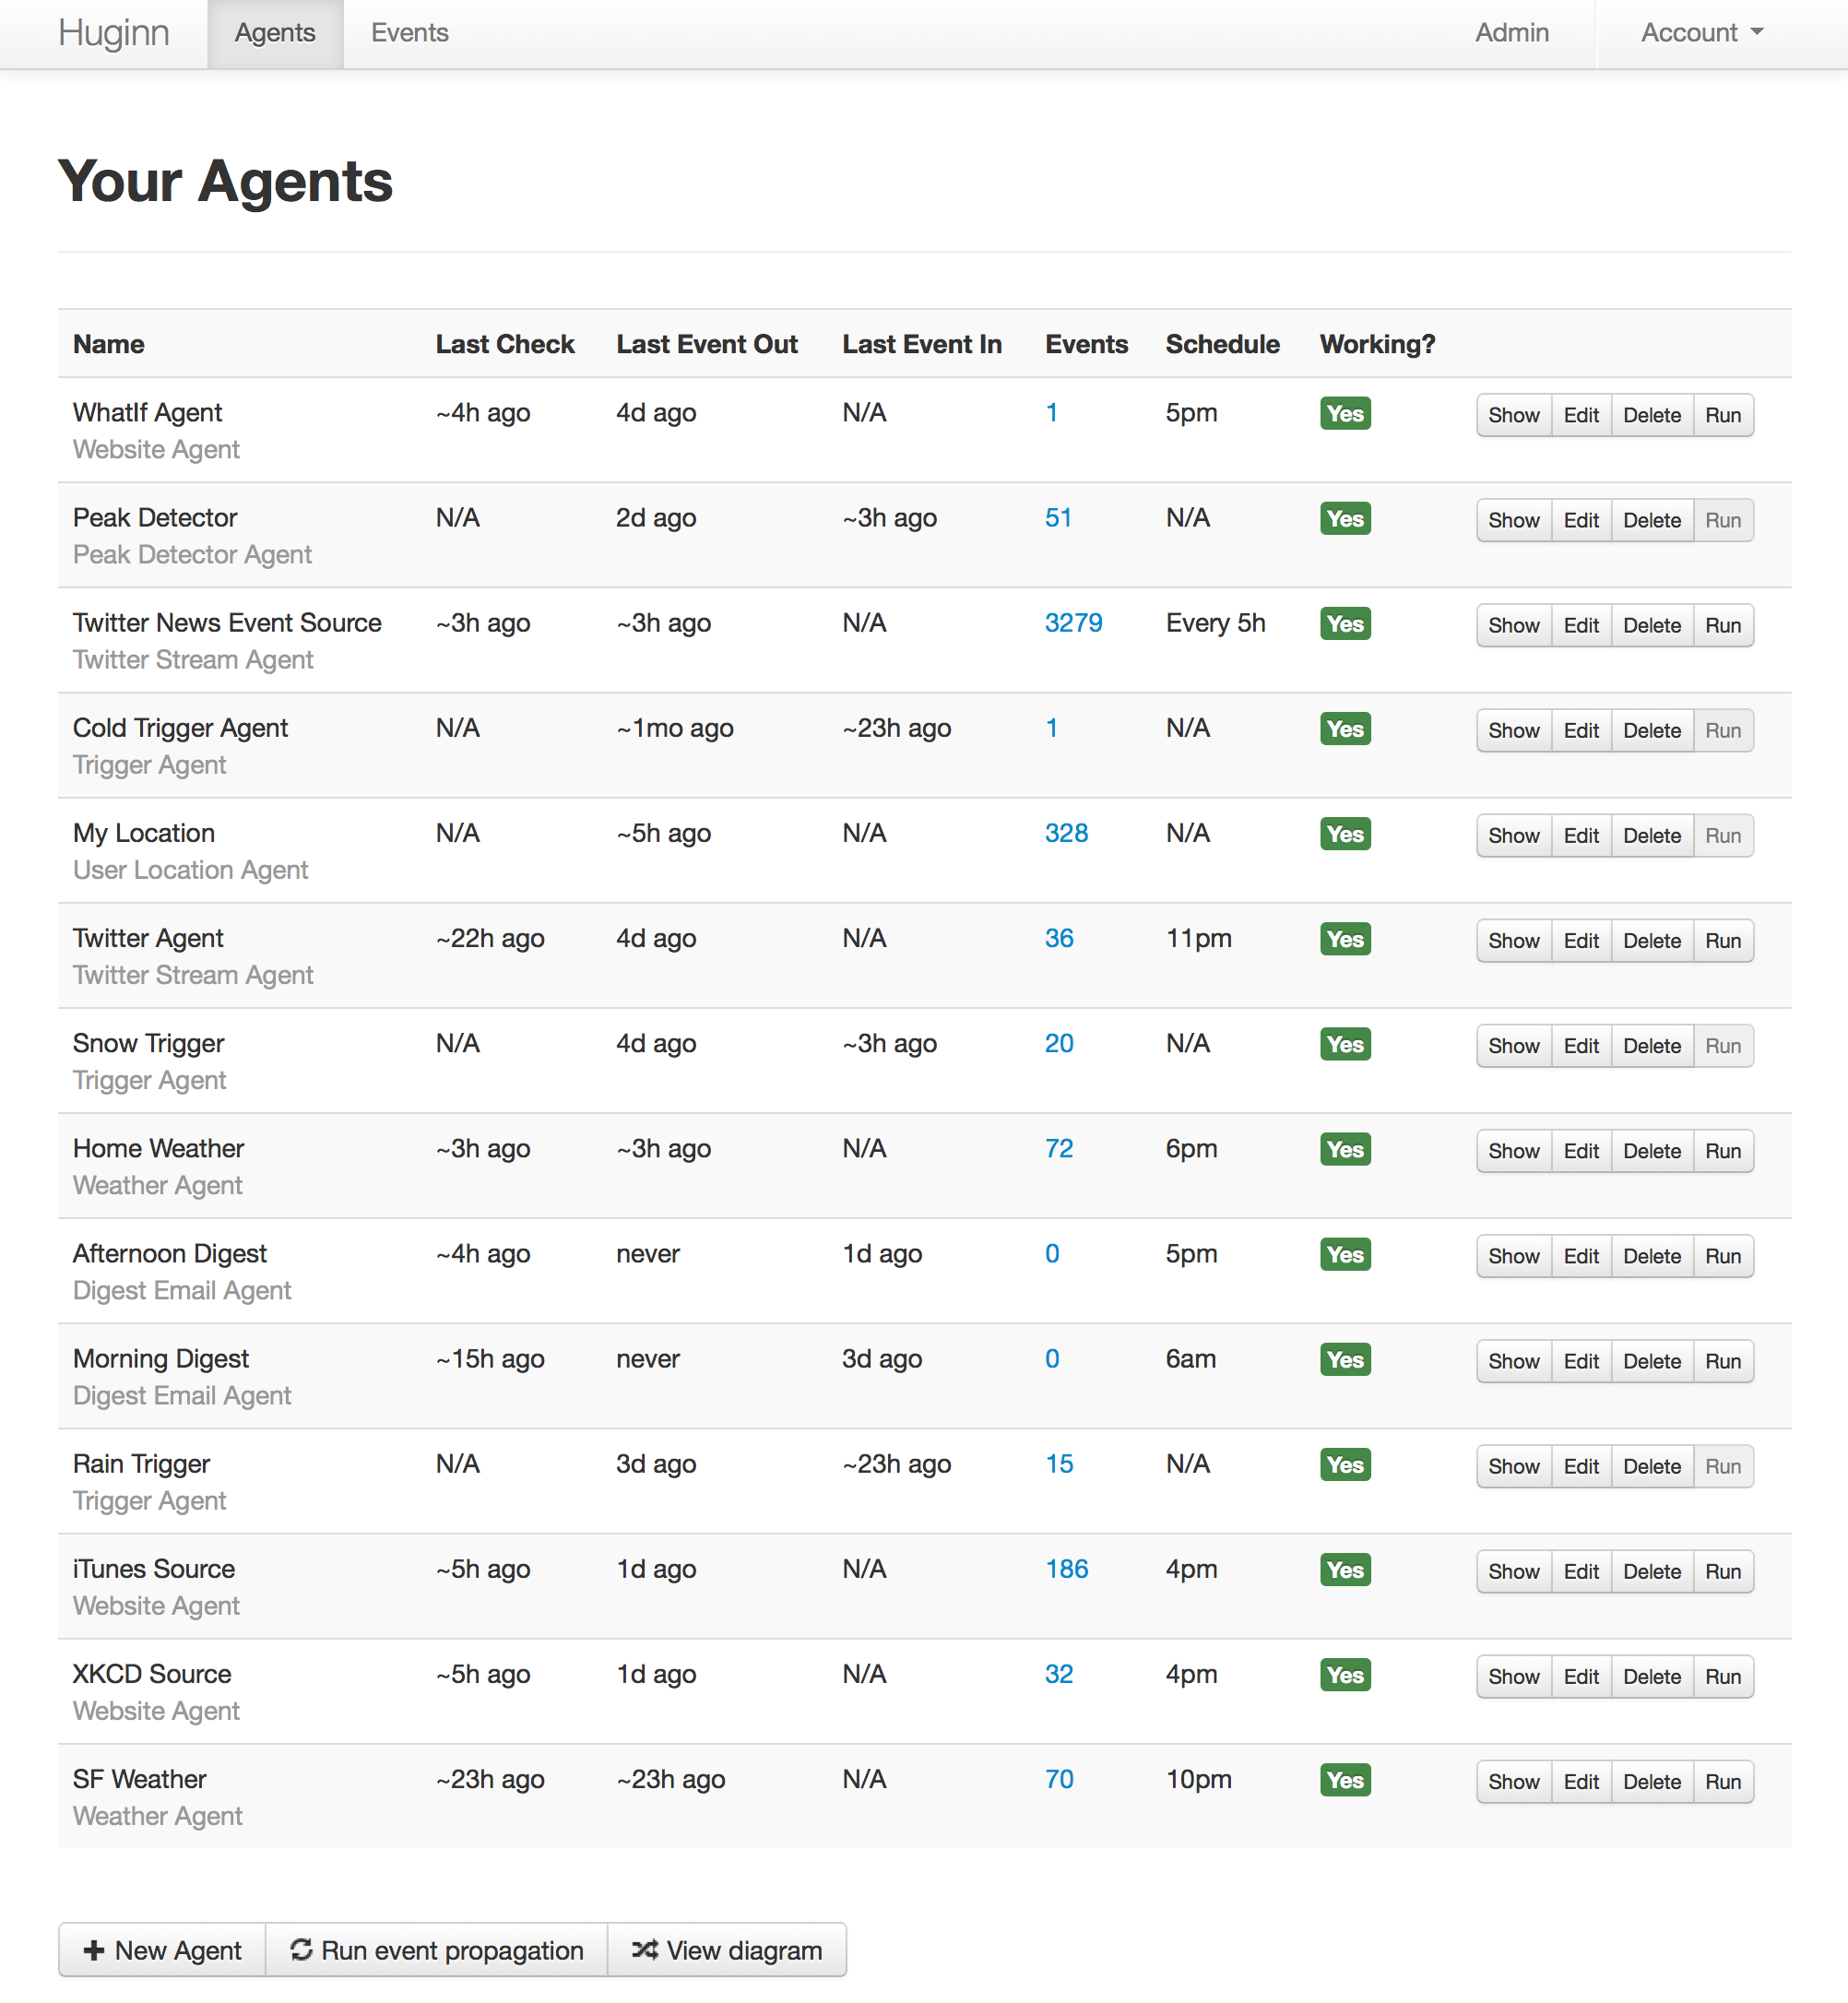 Huginn Agents Events Admin Account
Your Agents
Name Last Check Last Event Out Last Event In Events Schedule Working?
WhatIf Agent ~4h ago 4d ago N/A 1 5pm Yes Show Edit Delete Run
Website Agent
Peak Detector N/A 2d ago ~3h ago 51 N/A Yes Show Edit Delete Run
Peak Detector Agent
Twitter News Event Source ~3h ago ~3h ago N/A 3279 Every 5h Yes Show Edit Delete Run
Twitter Stream Agent
Cold Trigger Agent N/A ~1mo ago ~23h ago 1 N/A Yes Show Edit Delete Run
Trigger Agent
My Location N/A ~5h ago N/A 328 N/A Yes Show Edit Delete Run
User Location Agent
Twitter Agent ~22h ago 4d ago N/A 36 11pm Yes Show Edit Delete Run
Twitter Stream Agent
Snow Trigger N/A 4d ago ~3h ago 20 N/A Yes Show Edit Delete Run
Trigger Agent
Home Weather ~3h ago ~3h ago N/A 72 6pm Yes Show Edit Delete Run
Weather Agent
Afternoon Digest ~4h ago never 1d ago 0 5pm Yes Show Edit Delete Run
Digest Email Agent
Morning Digest ~15h ago never 3d ago 0 6am Yes Show Edit Delete Run
Digest Email Agent
Rain Trigger N/A 3d ago ~23h ago 15 N/A Yes Show Edit Delete Run
Trigger Agent
iTunes Source ~5h ago 1d ago N/A 186 4pm Yes Show Edit Delete Run
Website Agent
XKCD Source ~5h ago 1d ago N/A 32 4pm Yes Show Edit Delete Run
Website Agent
SF Weather ~23h ago ~23h ago N/A 70 10pm Yes Show Edit Delete Run
Weather Agent
New Agent Run event propagation View diagram